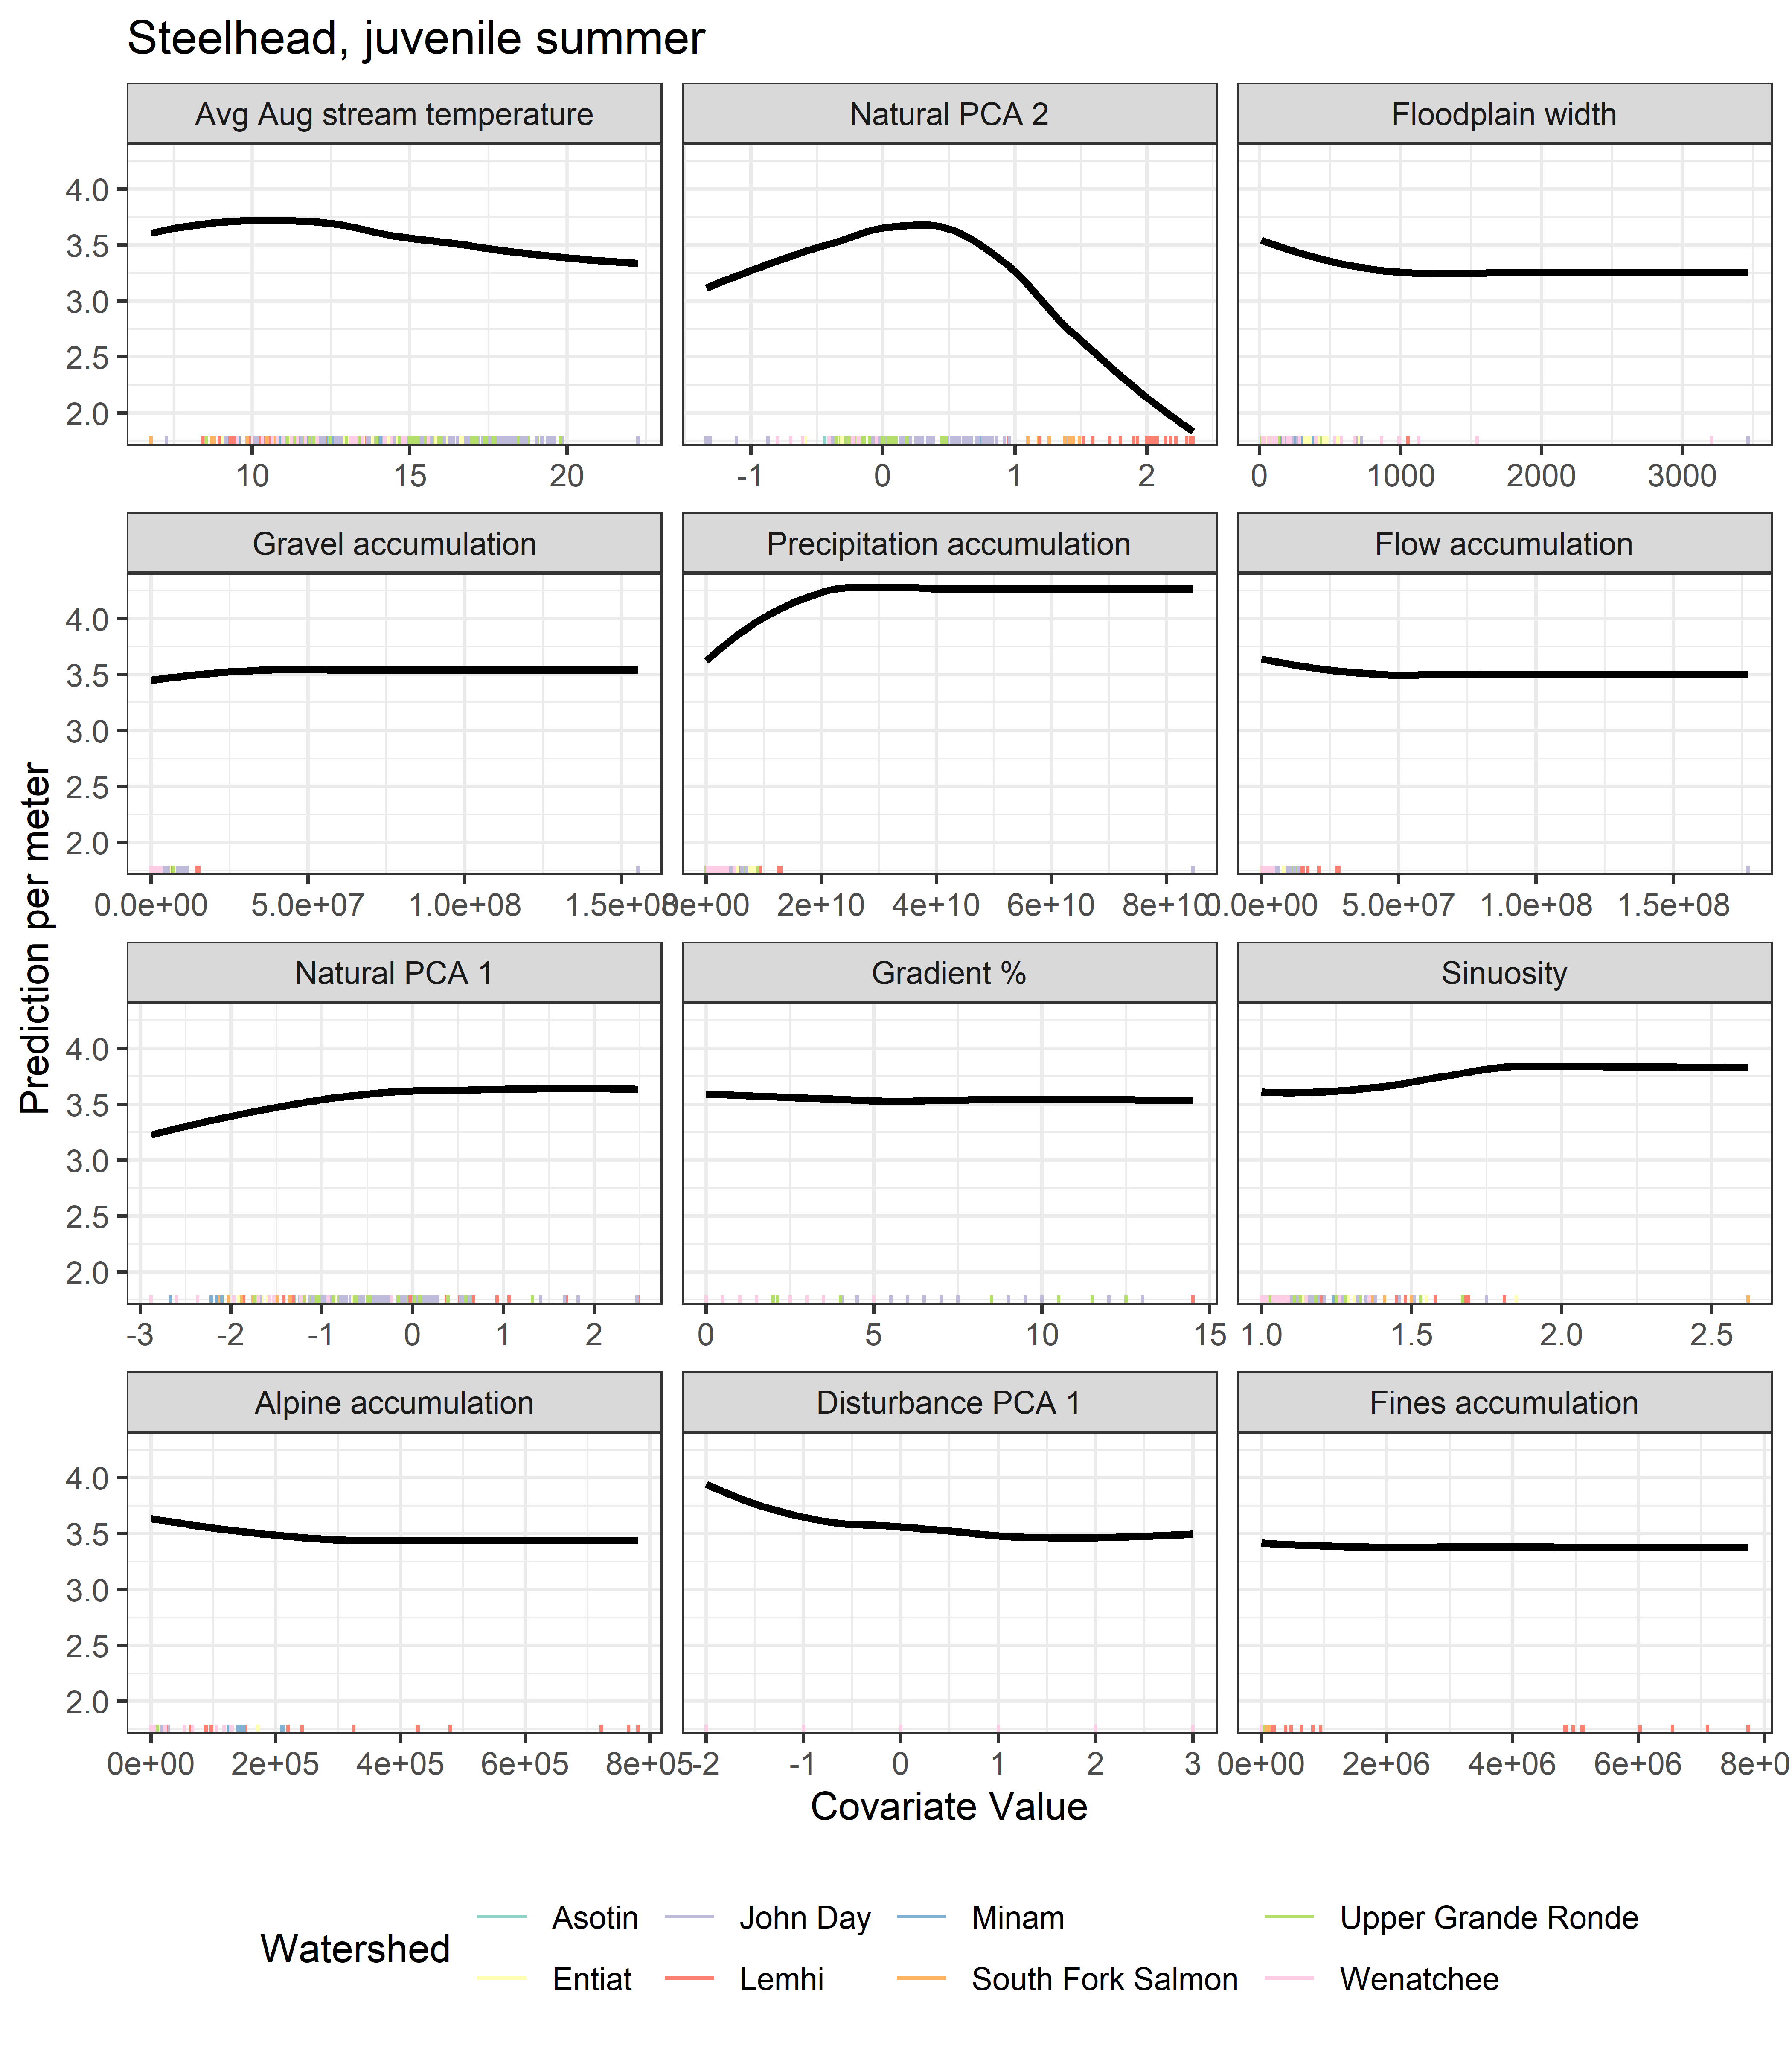 Steelhead, juvenile summer
Avg Aug stream temperature
Natural PCA 2
Floodplain width
4.0
3.5
3.0
2.5
2.0
10 15 20
-1 0 1 2
0 1000 2000 3000
Gravel accumulation
Precipitation accumulation
Flow accumulation
4.0
3.5
3.0
2.5
2.0
0.0e+00 5.0e+07 1.0e+08 1.5e+08
0e+00 2e+10 4e+10 6e+10 8e+10
0.0e+00 5.0e+07 1.0e+08 1.5e+08
Prediction per meter
Natural PCA 1
Gradient %
Sinuosity
4.0
3.5
3.0
2.5
2.0
-3 -2 -1 0 1 2
0 5 10 15
1.0 1.5 2.0 2.5
Alpine accumulation
Disturbance PCA 1
Fines accumulation
4.0
3.5
3.0
2.5
2.0
0e+00 2e+05 4e+05 6e+05 8e+05
-2 -1 0 1 2 3
0e+00 2e+06 4e+06 6e+06 8e+0
Covariate Value
Watershed
Asotin John Day Minam Upper Grande Ronde
Entiat Lemhi South Fork Salmon Wenatchee